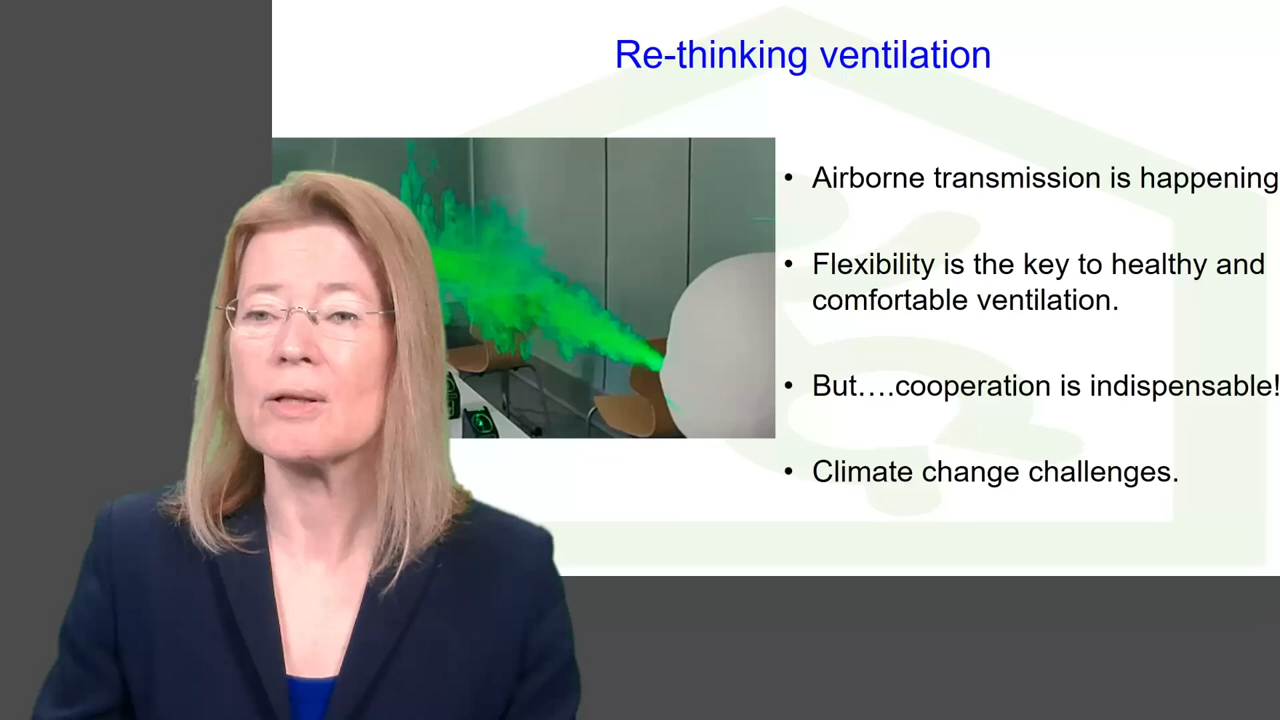 Re-thinking ventilation
• Airborne transmission is happening
• Flexibility is the key to healthy and
comfortable ventilation.
• But….cooperation is indispensable!
• Climate change challenges.